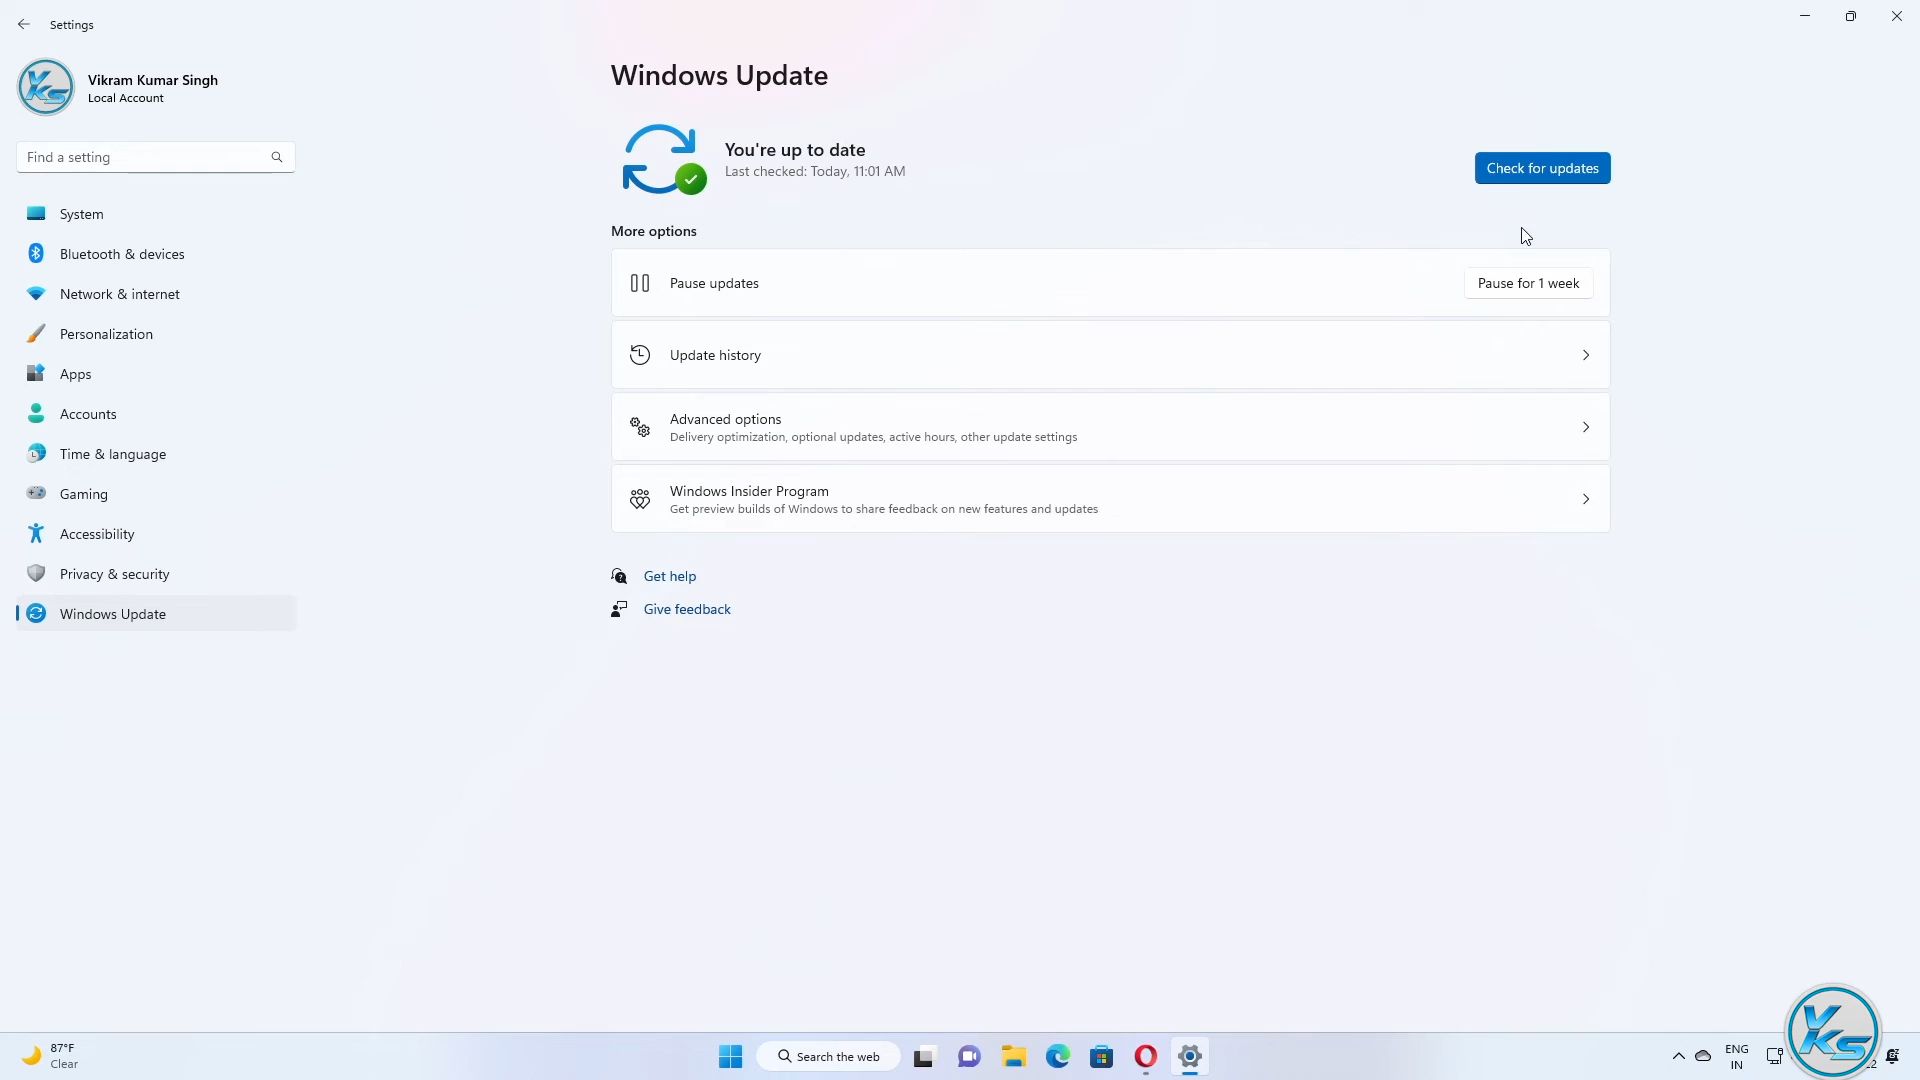 Settings
Vikram Kumar Singh
Local Account
Find a setting
System
Bluetooth & devices
Network & internet
Personalization
Apps
Accounts
Time & language
Gaming
Accessibility
Privacy & security
Windows Update
Windows Update
You're up to date
Last checked: Today, 11:01 AM
Check for updates
More options
Pause updates
Pause for 1 week
Update history
Advanced options
Delivery optimization, optional updates, active hours, other update settings
Windows Insider Program
Get preview builds of Windows to share feedback on new features and updates
Get help
Give feedback
87°F
Clear
Search the web
ENG
IN
VKS